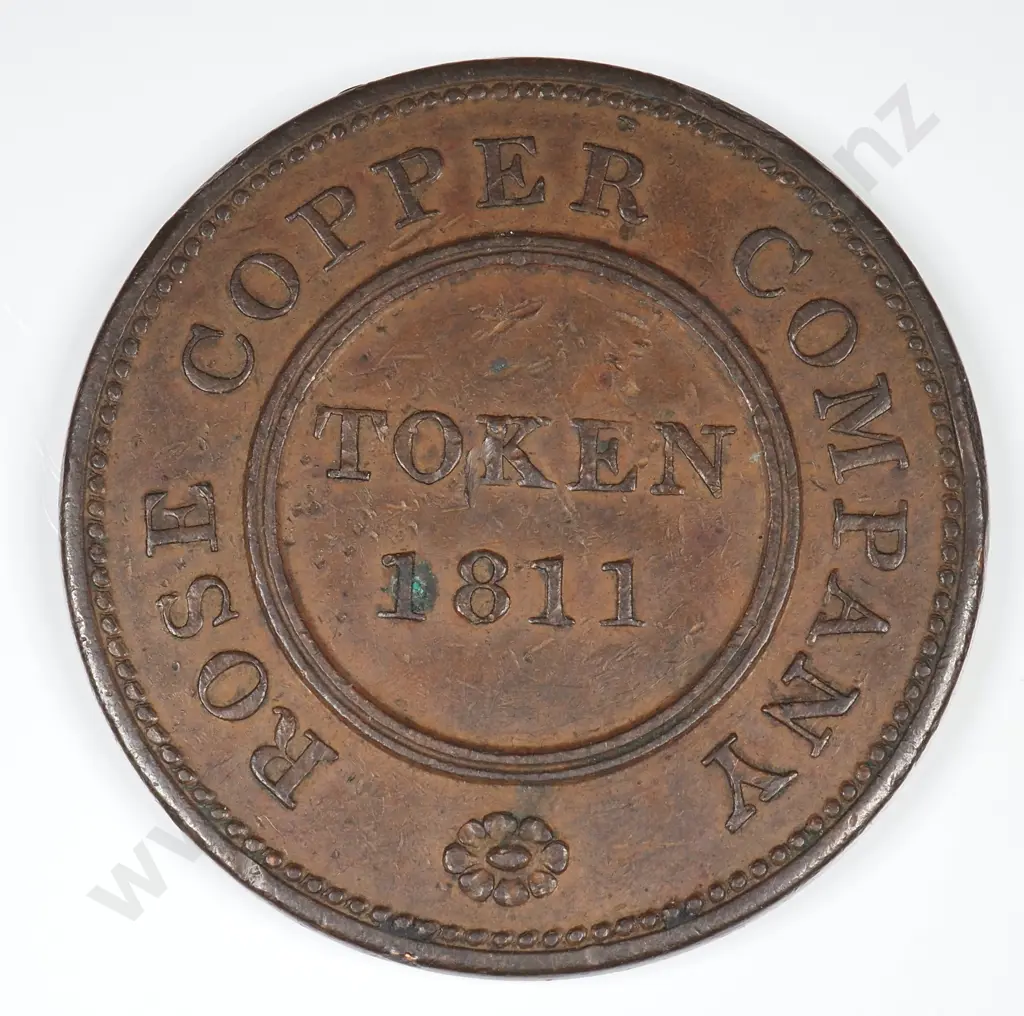 ROSE COPPER COMPANY
TOKEN
1811